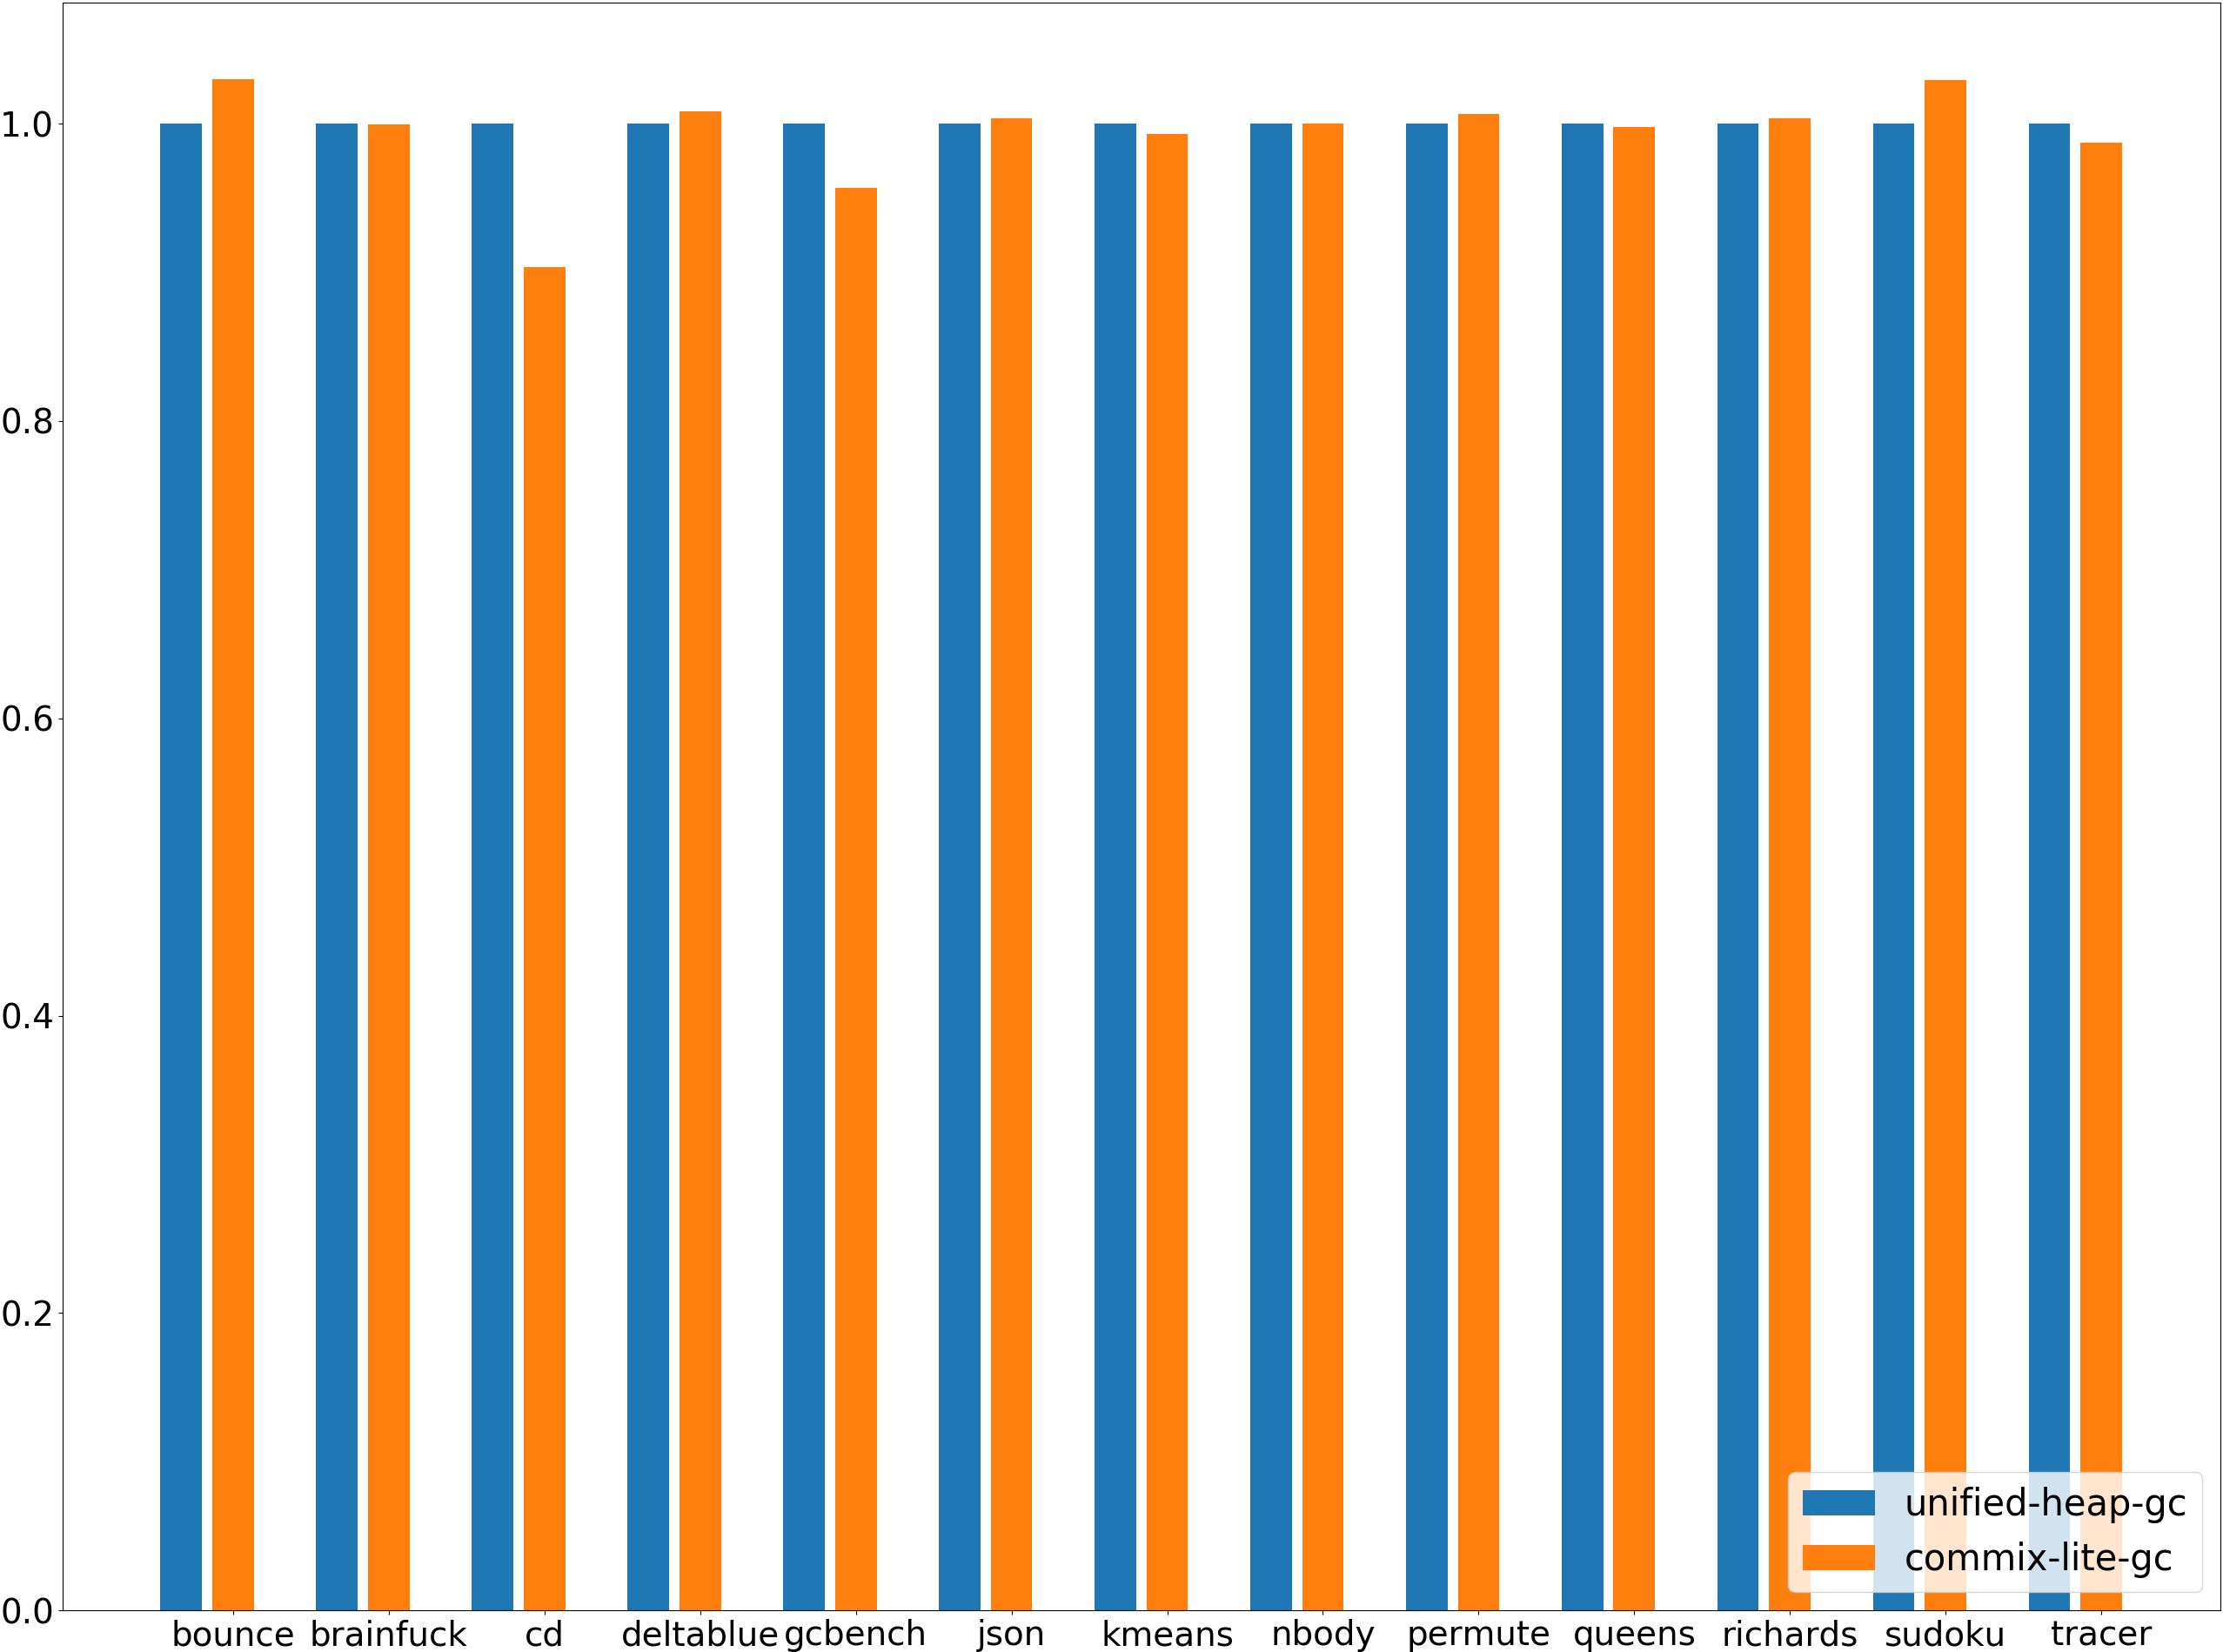 1.0
0.8
0.6
0.4
0.2
0.0
bounce brainfuck cd deltablue gcbench json kmeans nbody permute queens richards sudoku tracer
unified-heap-gc
commix-lite-gc